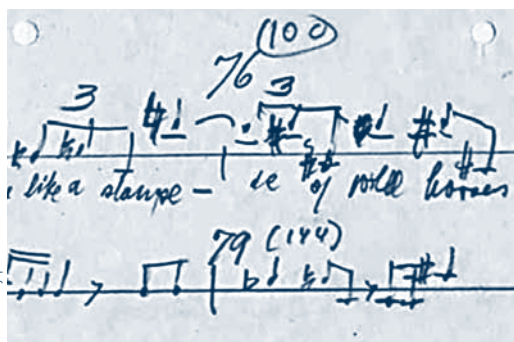 76 (100)
3 3
like a stampe - de of wild horses
79 (144)